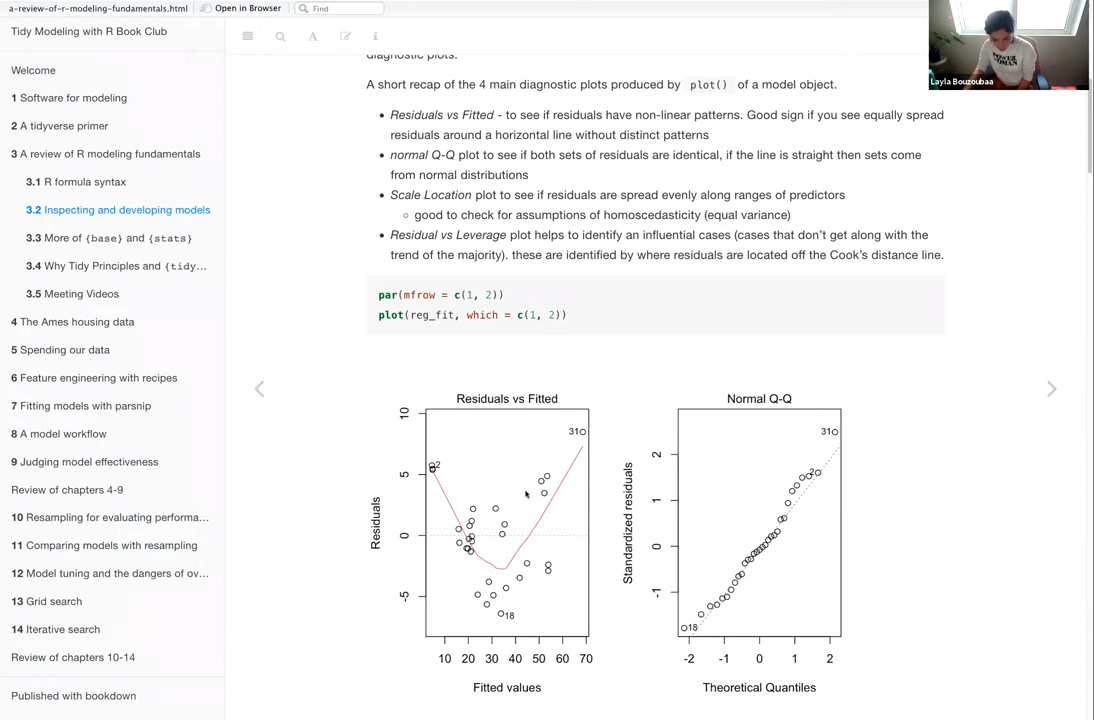 a-review-of-r-modeling-fundamentals.html
Open in Browser
Find
Tidy Modeling with R Book Club
Welcome
1 Software for modeling
2 A tidyverse primer
3 A review of R modeling fundamentals
3.1 R formula syntax
3.2 Inspecting and developing models
3.3 More of {base} and {stats}
3.4 Why Tidy Principles and {tidy...
3.5 Meeting Videos
4 The Ames housing data
5 Spending our data
6 Feature engineering with recipes
7 Fitting models with parsnip
8 A model workflow
9 Judging model effectiveness
Review of chapters 4-9
10 Resampling for evaluating performa...
11 Comparing models with resampling
12 Model tuning and the dangers of ov...
13 Grid search
14 Iterative search
Review of chapters 10-14
Published with bookdown
A
i
diagnostic plots.
A short recap of the 4 main diagnostic plots produced by plot() of a model object.
• Residuals vs Fitted - to see if residuals have non-linear patterns. Good sign if you see equally spread
residuals around a horizontal line without distinct patterns
• normal Q-Q plot to see if both sets of residuals are identical, if the line is straight then sets come
from normal distributions
• Scale Location plot to see if residuals are spread evenly along ranges of predictors
○ good to check for assumptions of homoscedasticity (equal variance)
• Residual vs Leverage plot helps to identify an influential cases (cases that don't get along with the
trend of the majority). these are identified by where residuals are located off the Cook's distance line.
par(mfrow = c(1, 2))
plot(reg_fit, which = c(1, 2))
Residuals vs Fitted
10
5
0
-5
Residuals
31
2
18
10 20 30 40 50 60 70
Fitted values
Normal Q-Q
2
1
0
-1
Standardized residuals
31
2
18
-2 -1 0 1 2
Theoretical Quantiles
POWER
WOMAN
Layla Bouzoubaa